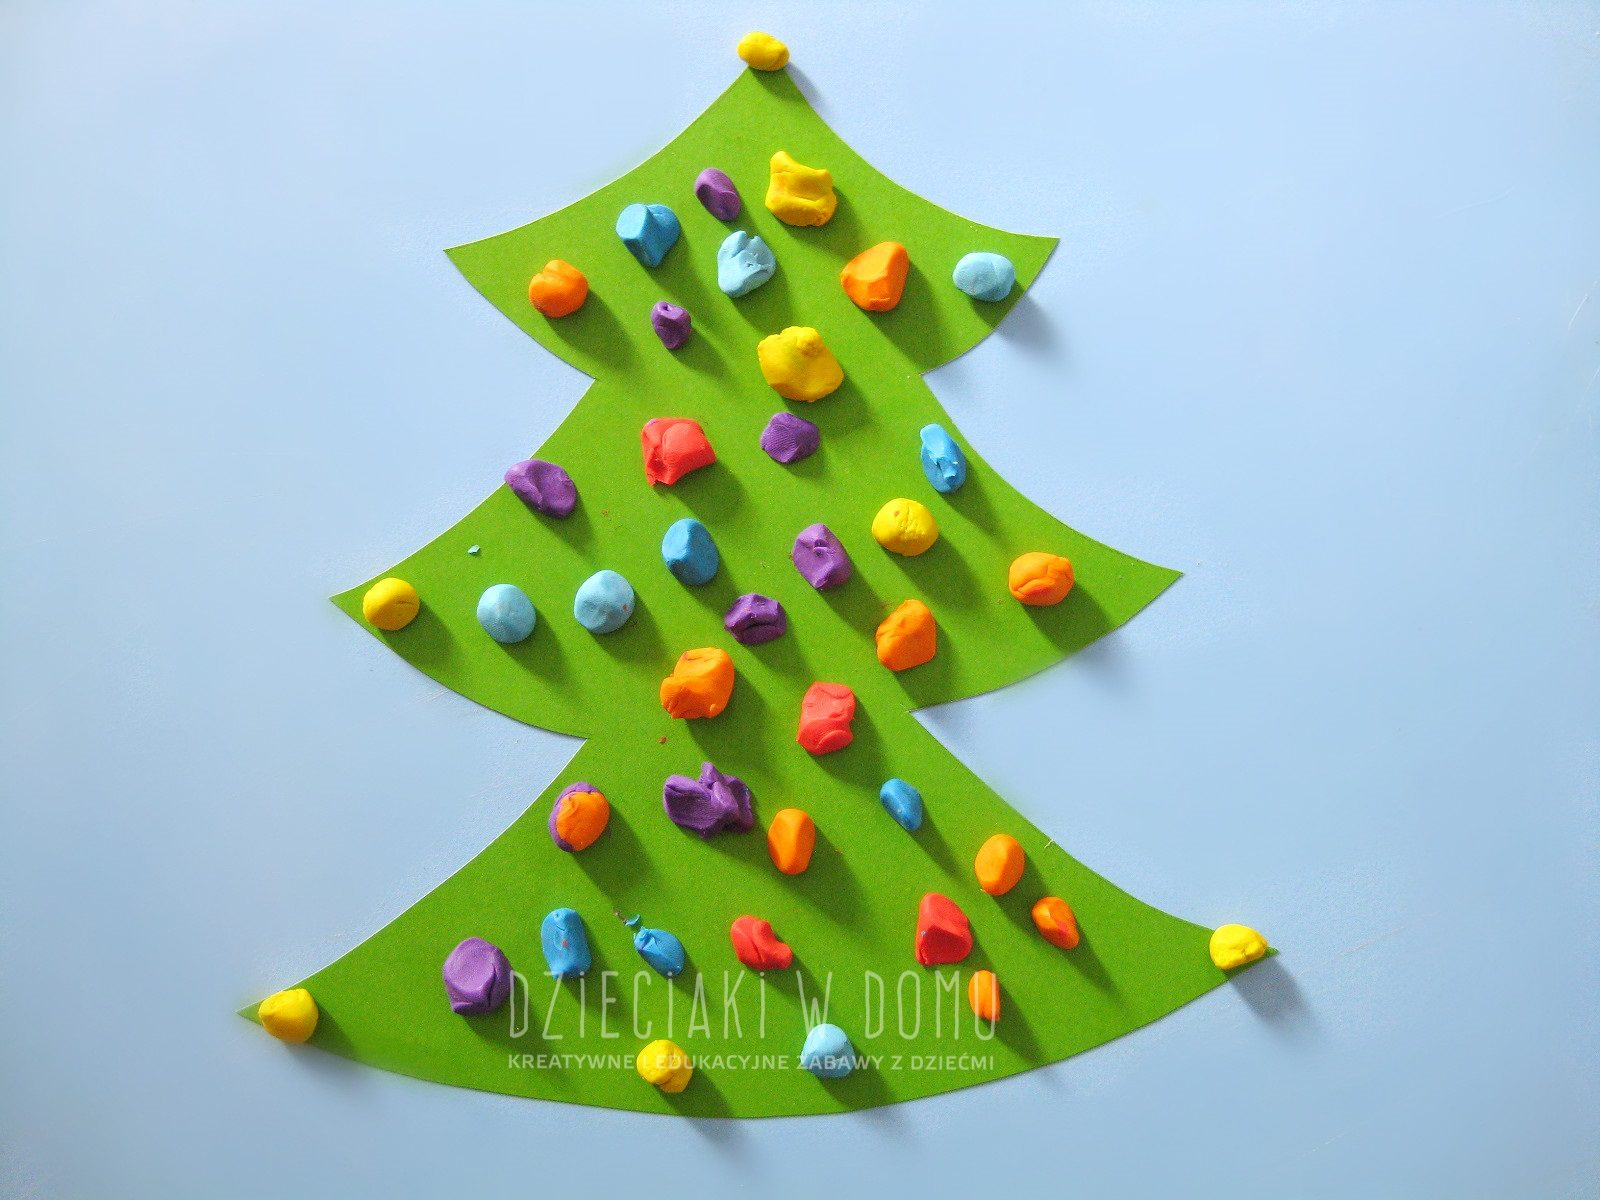 DZiECiAKi W DOMU
KREATYWNE I EDUKACYJNE ZABAWY Z DZIEĆMI